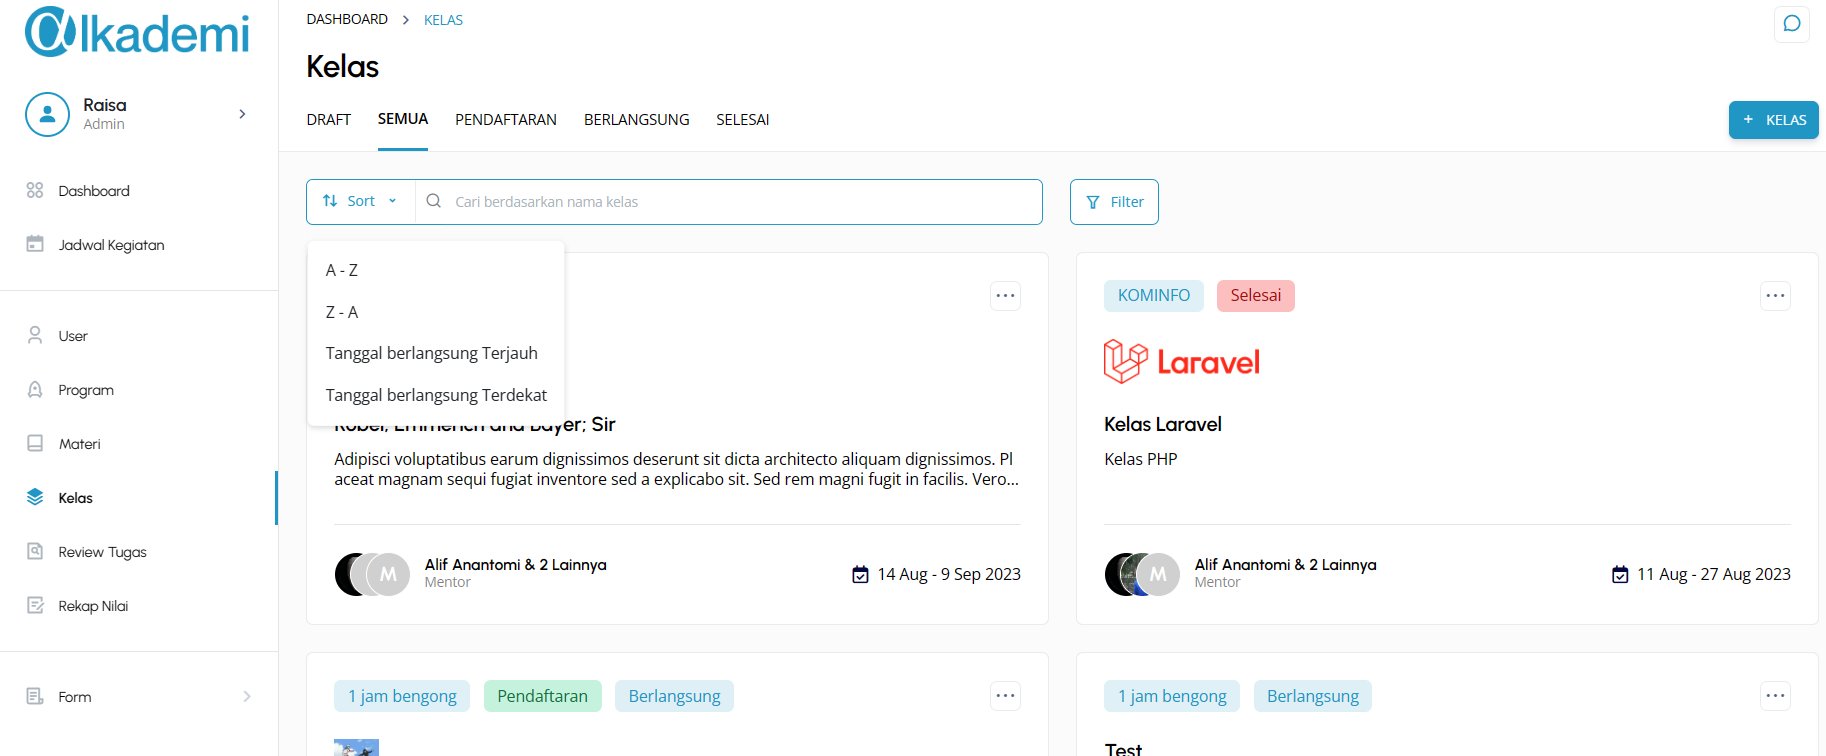 @lkademi
Raisa
Admin
Dashboard
Jadwal Kegiatan
User
Program
Materi
Kelas
Review Tugas
Rekap Nilai
Form
DASHBOARD > KELAS
Kelas
DRAFT SEMUA PENDAFTARAN BERLANGSUNG SELESAI
+ KELAS
Sort Cari berdasarkan nama kelas Filter
A - Z
Z - A
Tanggal berlangsung Terjauh
Tanggal berlangsung Terdekat
Emmerich and Bayer; Sir
Adipisci voluptatibus earum dignissimos deserunt sit dicta architecto aliquam dignissimos. Pl
aceat magnam sequi fugiat inventore sed a explicabo sit. Sed rem magni fugit in facilis. Vero...
M
Alif Anantomi & 2 Lainnya
Mentor
14 Aug - 9 Sep 2023
KOMINFO Selesai
Laravel
Kelas Laravel
Kelas PHP
M
Alif Anantomi & 2 Lainnya
Mentor
11 Aug - 27 Aug 2023
1 jam bengong Pendaftaran Berlangsung
1 jam bengong Berlangsung
Test